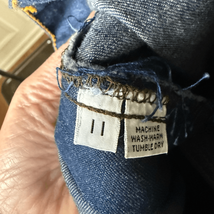 11
MACHINE
WASH-WARM
TUMBLE DRY